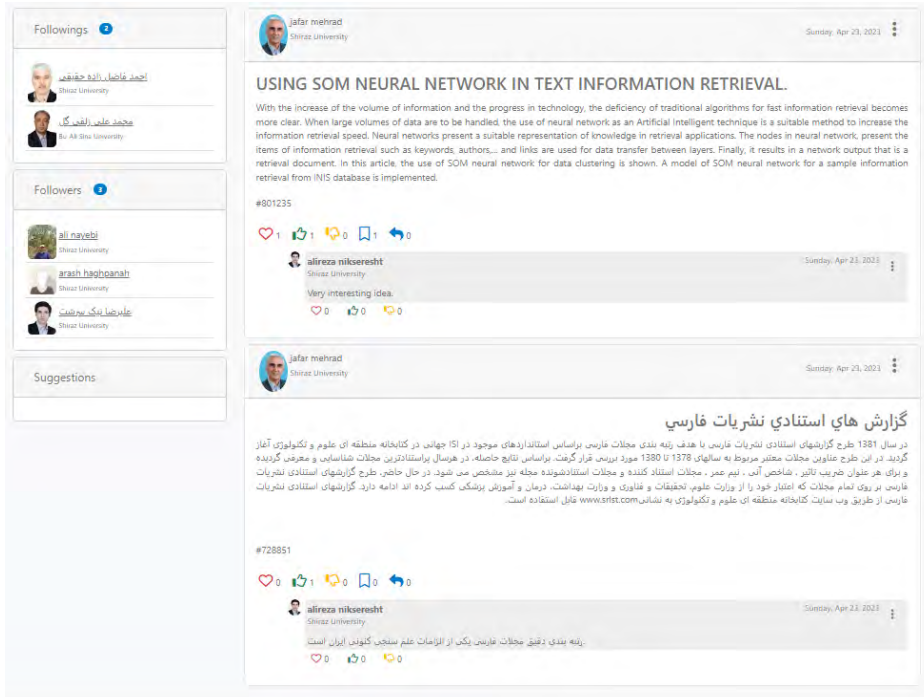 Followings 2
احمد فاضل زاده حقیقی
Shiraz University
محمد علی زلفی گل
Bu-Ali Sina University
Followers 3
ali nayebi
Shiraz University
arash haghpanah
Shiraz University
علیرضا نیک سرشت
Shiraz University
Suggestions
jafar mehrad
Shiraz University
Sunday, Apr 23, 2023
USING SOM NEURAL NETWORK IN TEXT INFORMATION RETRIEVAL.
With the increase of the volume of information and the progress in technology, the deficiency of traditional algorithms for fast information retrieval becomes
more clear. When large volumes of data are to be handled, the use of neural network as an Artificial Intelligent technique is a suitable method to increase the
information retrieval speed. Neural networks present a suitable representation of knowledge in retrieval applications. The nodes in neural network, present the
items of information retrieval such as keywords, authors,... and links are used for data transfer between layers. Finally, it results in a network output that is a
retrieval document. In this article, the use of SOM neural network for data clustering is shown. A model of SOM neural network for a sample information
retrieval from INIS database is implemented.
#801235
1 1 0 1 0
alireza nikseresht
Shiraz University
Sunday, Apr 23, 2023
Very interesting idea.
0 0 0
jafar mehrad
Shiraz University
Sunday, Apr 23, 2023
گزارش هاي استنادي نشريات فارسي
در سال 1381 طرح گزارشهای استنادی نشریات فارسی با هدف رتبه بندی مجلات فارسی براساس استانداردهای موجود در ISI جهانی در کتابخانه منطقه ای علوم و تکنولوژی آغاز
گردید. در این طرح عناوین مجلات معتبر مربوط به سالهای 1378 تا 1380 مورد بررسی قرار گرفت. براساس نتایج حاصله، در هرسال پراستنادترین مجلات شناسایی و معرفی گردیده
و برای هر عنوان ضریب تاثیر ، شاخص آنی ، نیم عمر ، مجلات استناد کننده و مجلات استنادشونده مجله نیز مشخص می شود. در حال حاضر، طرح گزارشهای استنادی نشریات
فارسی بر روی تمام مجلات که اعتبار خود را از وزارت علوم، تحقیقات و فناوری و وزارت بهداشت، درمان و آموزش پزشکی کسب کرده اند ادامه دارد. گزارشهای استنادی نشریات
فارسی از طریق وب سایت کتابخانه منطقه ای علوم و تکنولوژی به نشانی www.srlst.com قابل استفاده است.
#728851
0 1 0 0 0
alireza nikseresht
Shiraz University
Sunday, Apr 23, 2023
رتبه بندی دقیق مجلات فارسی یکی از الزامات علم سنجی کنونی ایران است.
0 0 0